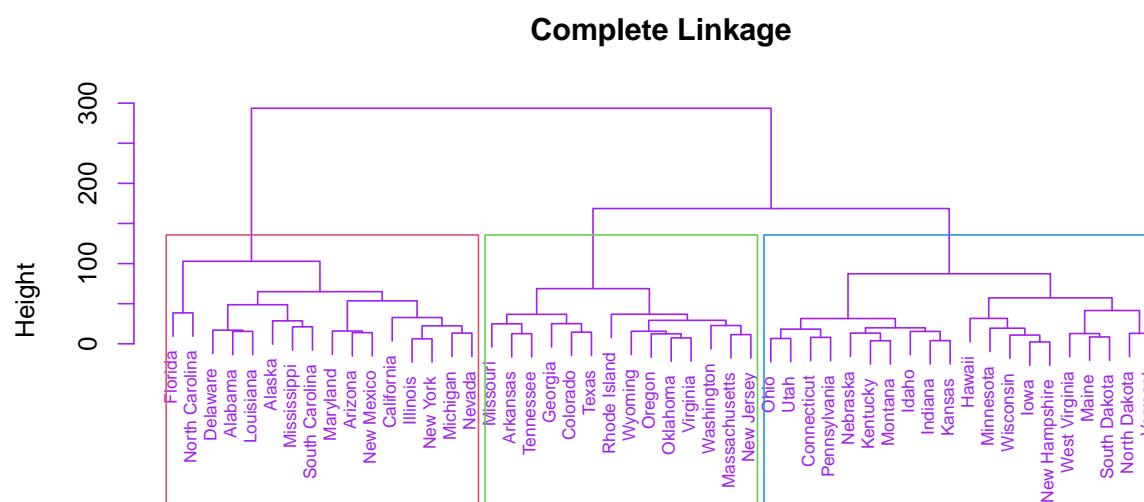 Complete Linkage
Height
300
200
100
0
Florida
North Carolina
Delaware
Alabama
Louisiana
Alaska
Mississippi
South Carolina
Maryland
Arizona
New Mexico
California
Illinois
New York
Michigan
Nevada
Missouri
Arkansas
Tennessee
Georgia
Colorado
Texas
Rhode Island
Wyoming
Oregon
Oklahoma
Virginia
Washington
Massachusetts
New Jersey
Ohio
Utah
Connecticut
Pennsylvania
Nebraska
Kentucky
Montana
Idaho
Indiana
Kansas
Hawaii
Minnesota
Wisconsin
Iowa
New Hampshire
West Virginia
Maine
South Dakota
North Dakota